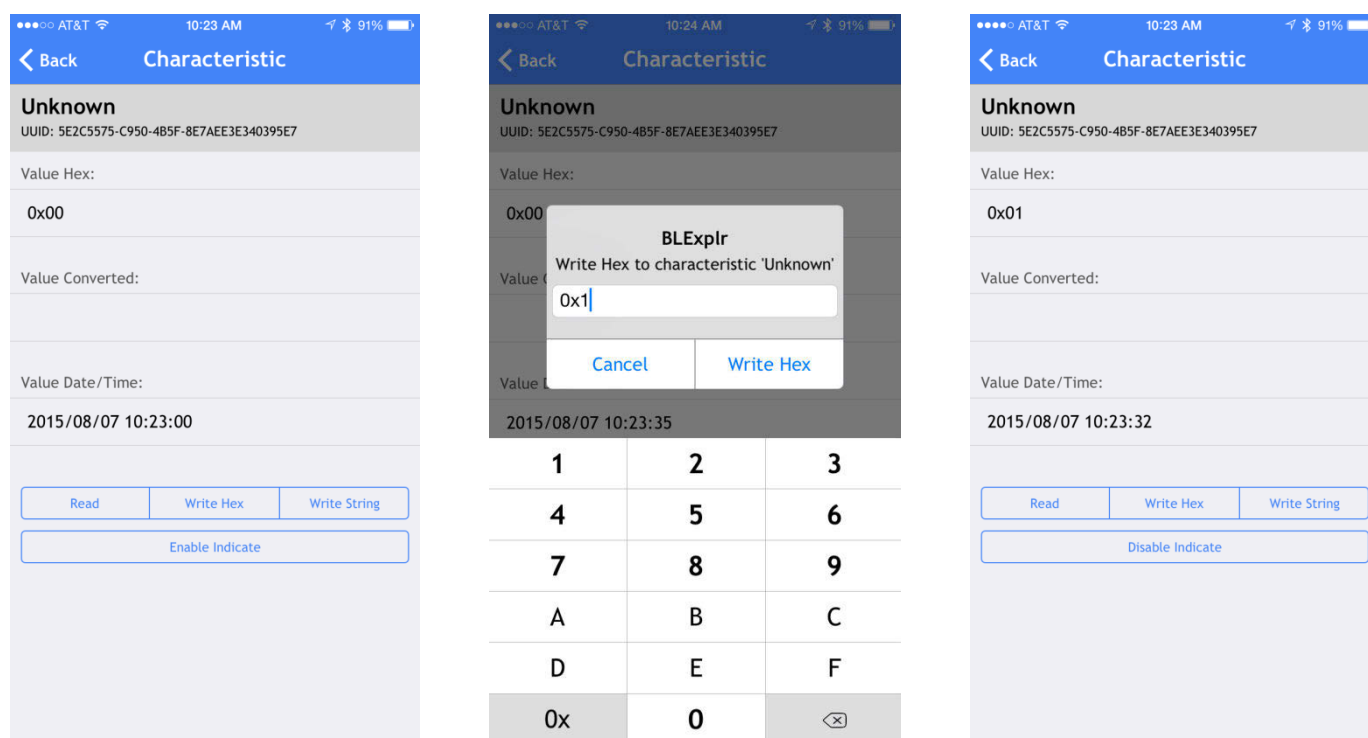 AT&T 10:23 AM 91%
Back Characteristic
Unknown
UUID: 5E2C5575-C950-4B5F-8E7AEE3E340395E7
Value Hex:
0x00
Value Converted:
Value Date/Time:
2015/08/07 10:23:00
Read Write Hex Write String
Enable Indicate
AT&T 10:24 AM 91%
Back Characteristic
Unknown
UUID: 5E2C5575-C950-4B5F-8E7AEE3E340395E7
Value Hex:
0x00
BLExplr
Write Hex to characteristic 'Unknown'
Value
0x1
Cancel Write Hex
Value
2015/08/07 10:23:35
1 2 3
4 5 6
7 8 9
A B C
D E F
0x 0
AT&T 10:23 AM 91%
Back Characteristic
Unknown
UUID: 5E2C5575-C950-4B5F-8E7AEE3E340395E7
Value Hex:
0x01
Value Converted:
Value Date/Time:
2015/08/07 10:23:32
Read Write Hex Write String
Disable Indicate